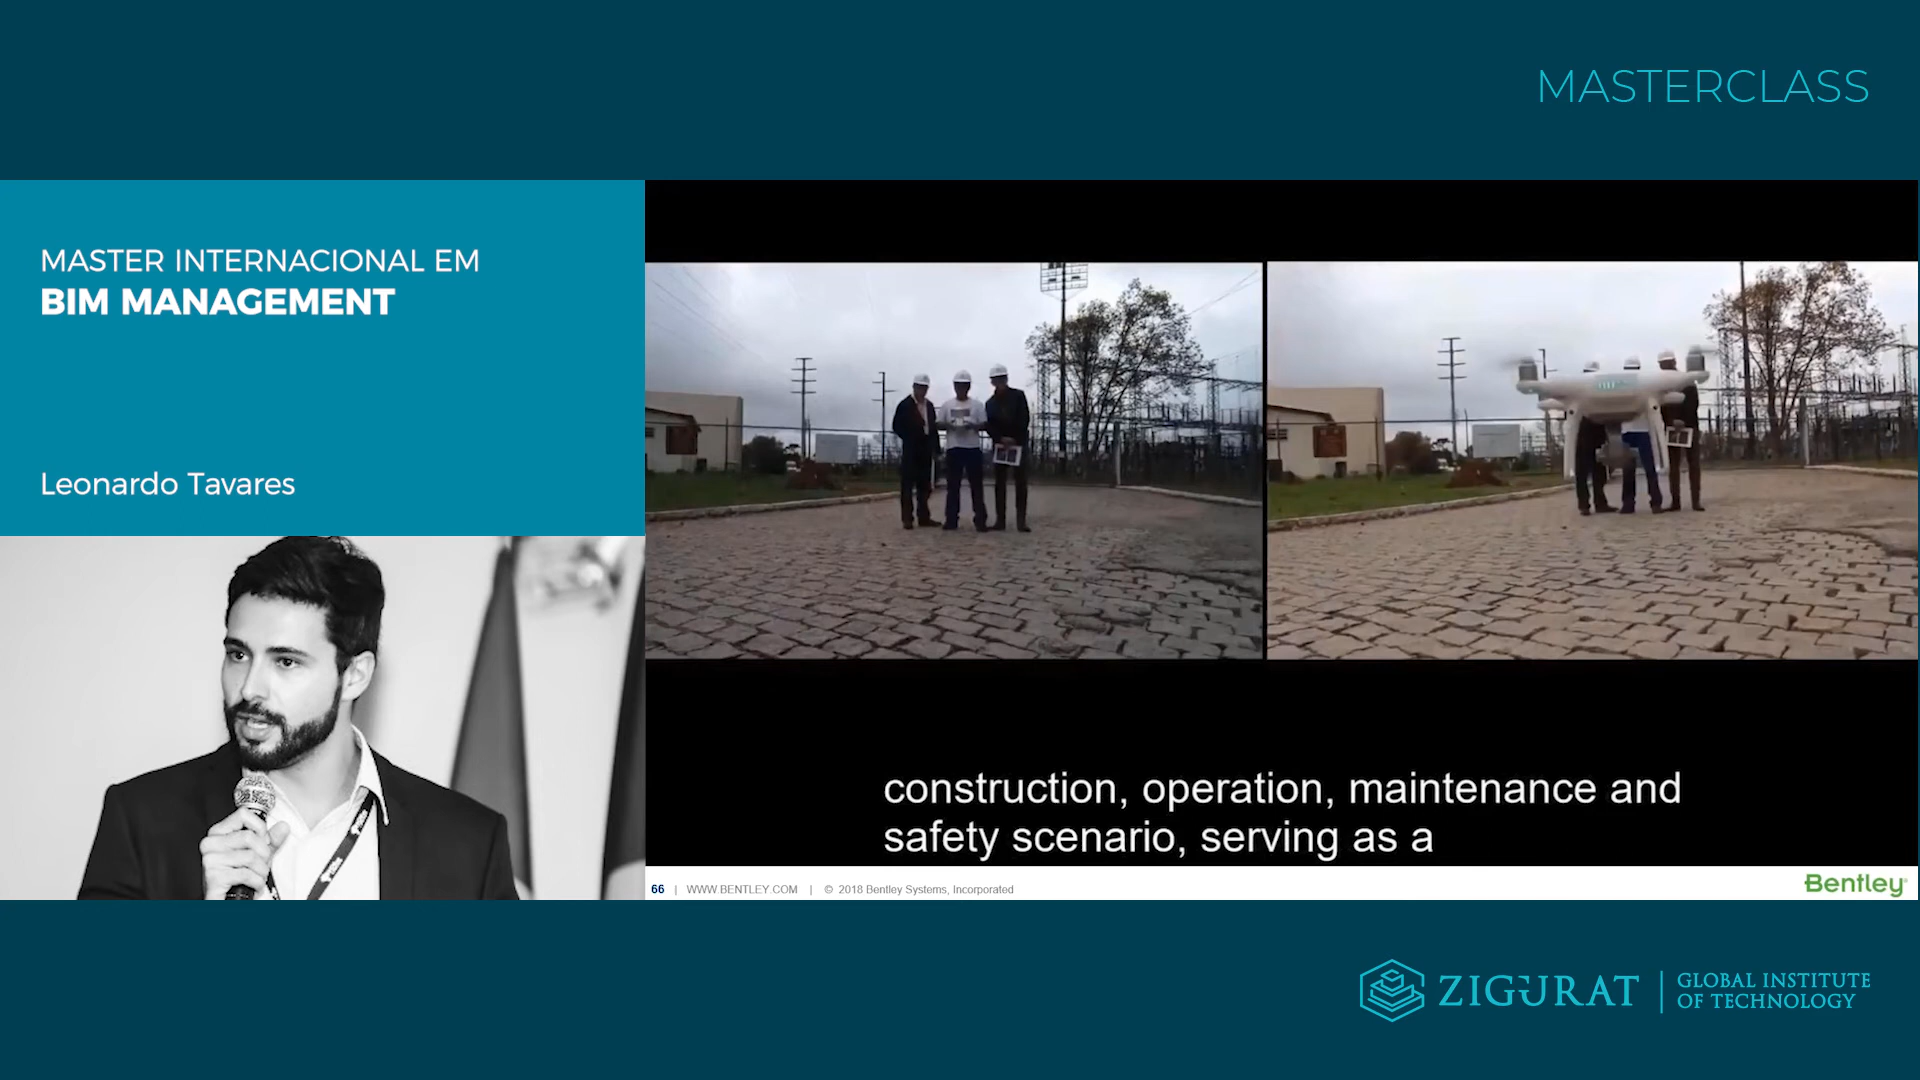 MASTERCLASS
MASTER INTERNACIONAL EM
BIM MANAGEMENT
Leonardo Tavares
construction, operation, maintenance and
safety scenario, serving as a
66 | WWW.BENTLEY.COM | © 2018 Bentley Systems, Incorporated
Bentley
ZIGURAT
GLOBAL INSTITUTE
OF TECHNOLOGY